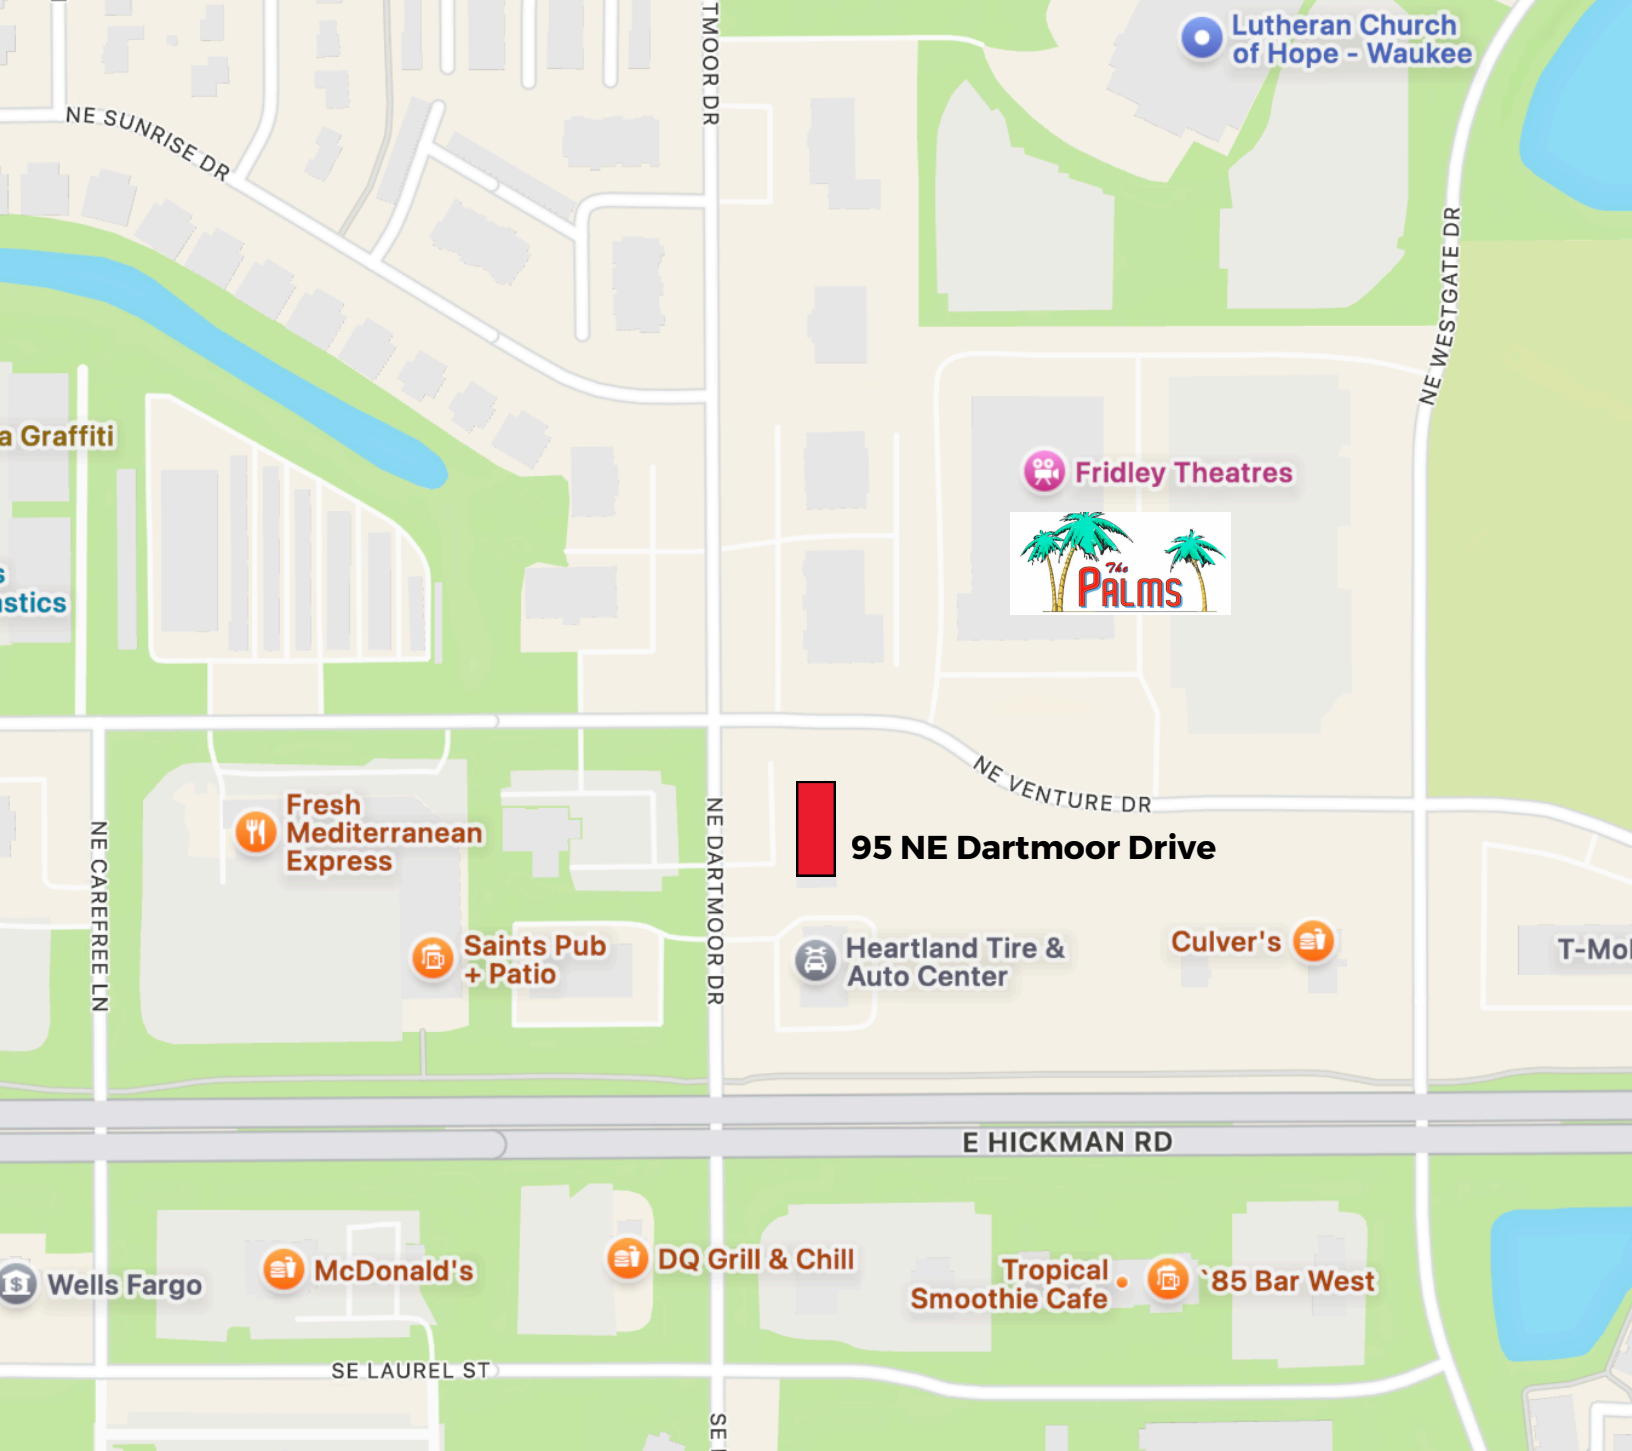 TMOOR DR
Lutheran Church
of Hope - Waukee
NE SUNRISE DR
NE WESTGATE DR
a Graffiti
Fridley Theatres
The
PALMS
s
astics
NE VENTURE DR
Fresh
Mediterranean
Express
NE CAREFREE LN
NE DARTMOOR DR
95 NE Dartmoor Drive
Saints Pub
+ Patio
Heartland Tire &
Auto Center
Culver's
T-Mol
E HICKMAN RD
Wells Fargo
McDonald's
DQ Grill & Chill
Tropical
Smoothie Cafe
`85 Bar West
SE LAUREL ST
SE